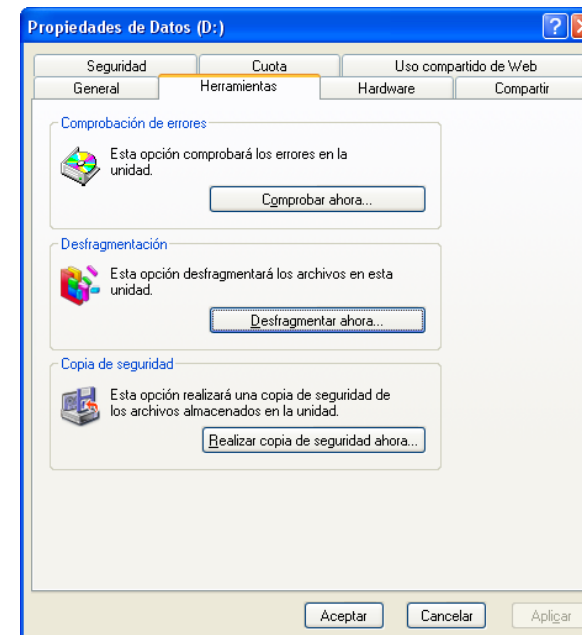 Propiedades de Datos (D:)
Seguridad Cuota Uso compartido de Web
General Herramientas Hardware Compartir
Comprobación de errores
Esta opción comprobará los errores en la
unidad.
Comprobar ahora...
Desfragmentación
Esta opción desfragmentará los archivos en esta
unidad.
Desfragmentar ahora...
Copia de seguridad
Esta opción realizará una copia de seguridad de
los archivos almacenados en la unidad.
Realizar copia de seguridad ahora...
Aceptar Cancelar Aplicar